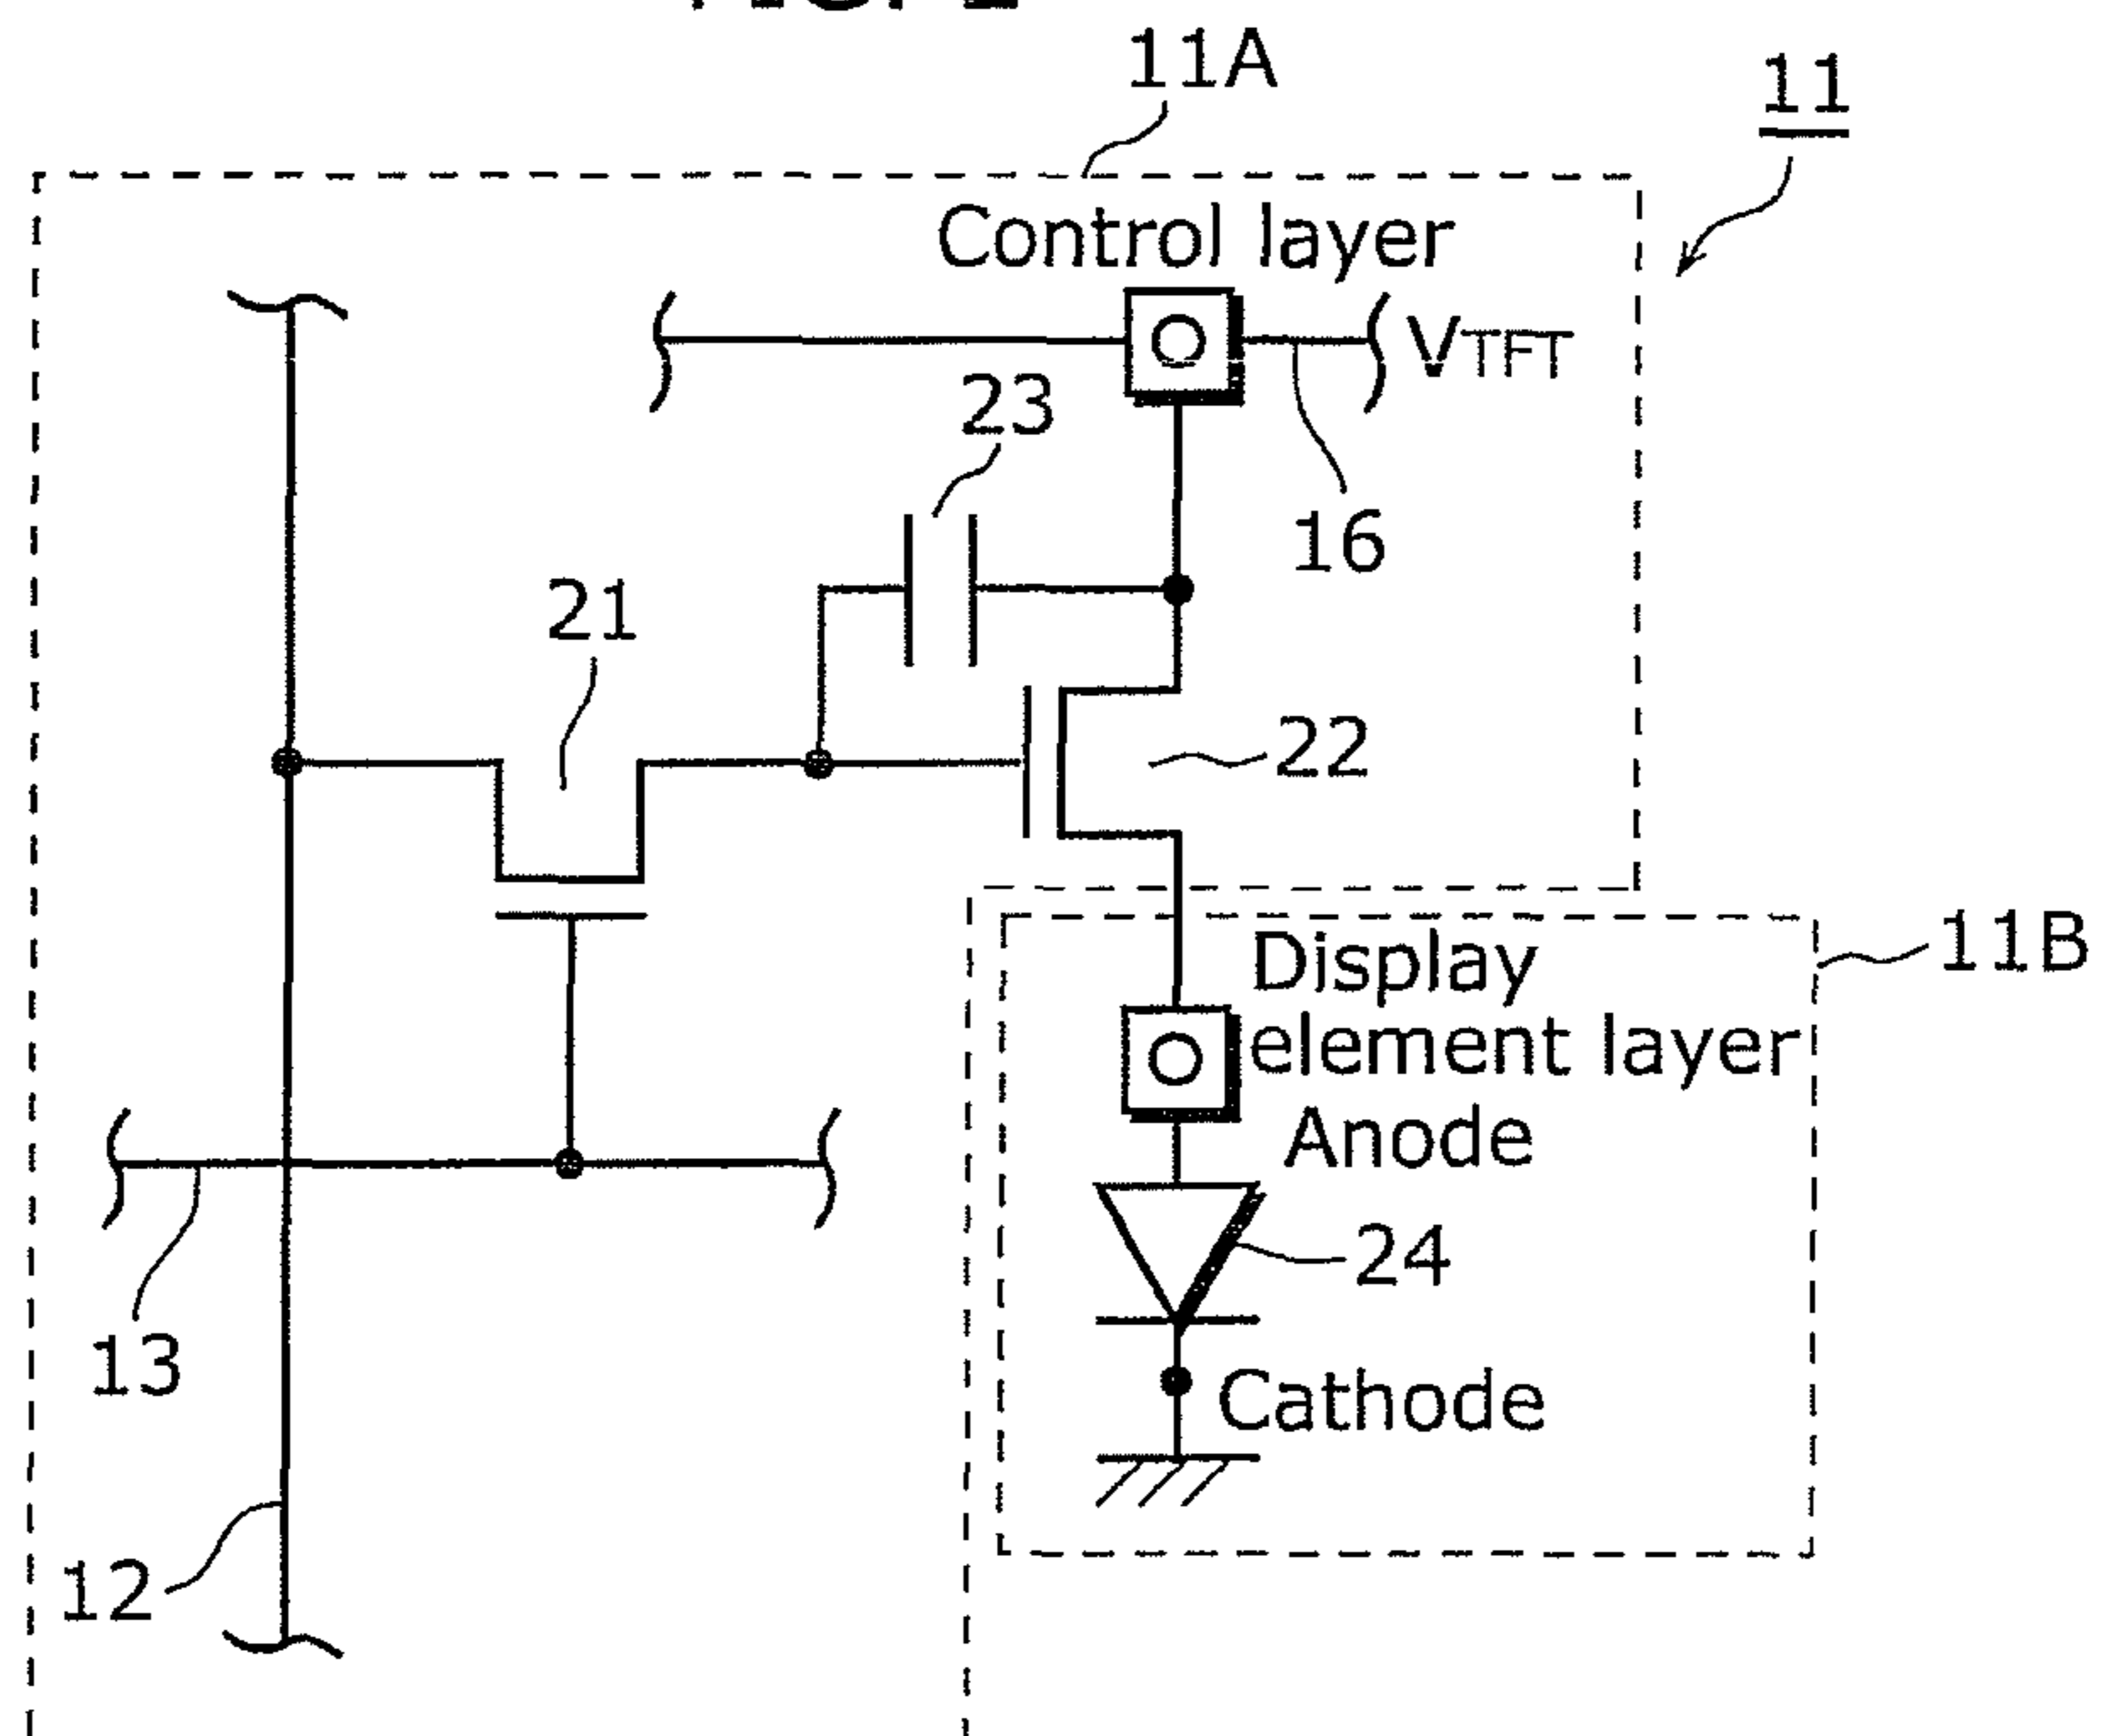 11A
11
Control layer
VTFT
23
16
21
22
11B
Display
element layer
Anode
24
13
Cathode
12